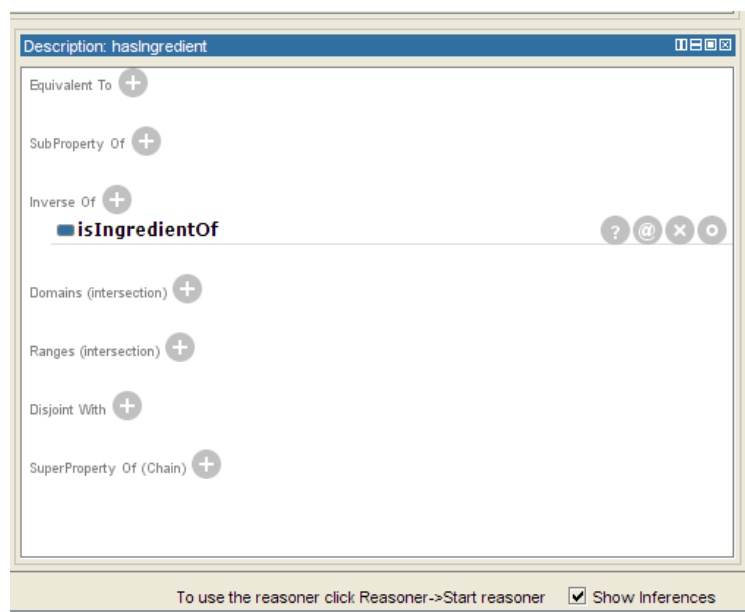 Description: hasIngredient
Equivalent To
SubProperty Of
Inverse Of
isIngredientOf
Domains (intersection)
Ranges (intersection)
Disjoint With
SuperProperty Of (Chain)
To use the reasoner click Reasoner->Start reasoner Show Inferences